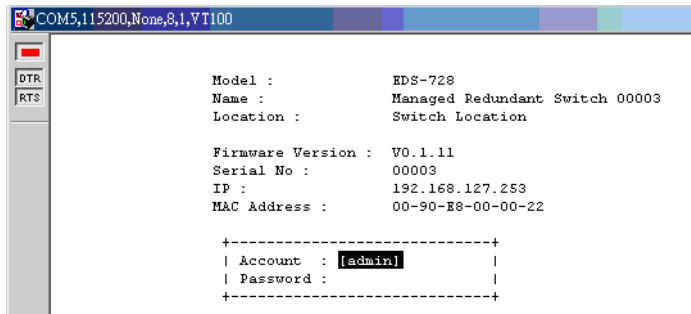 COM5,115200,None,8,1,VT100
DTR
RTS
Model : EDS-728
Name : Managed Redundant Switch 00003
Location : Switch Location
Firmware Version : V0.1.11
Serial No : 00003
IP : 192.168.127.253
MAC Address : 00-90-E8-00-00-22
+-----------------------------+
| Account : [admin] |
| Password : |
+-----------------------------+